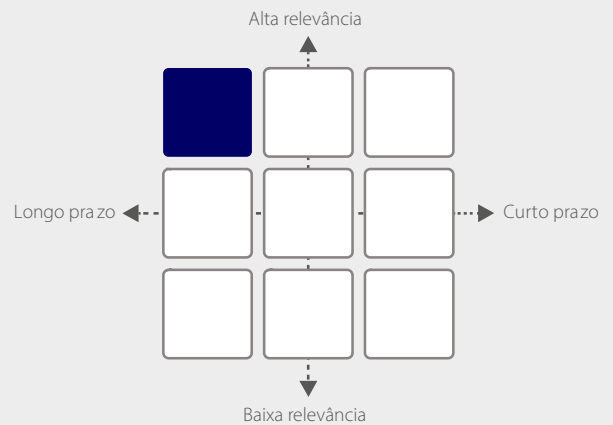 Alta relevância
Longo prazo
Curto prazo
Baixa relevância